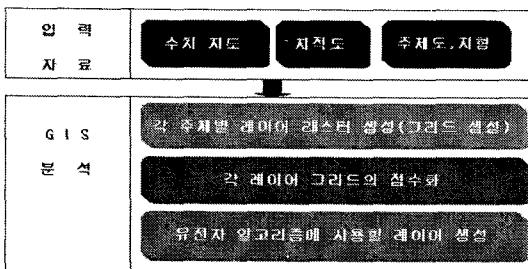 입 력
자 료
수치 지도
지적도
주제도,지형
G I S
분 석
각 주제별 레이어 래스터 생성(그리드 생성)
각 레이어 그리드의 점수화
유전자 알고리즘에 사용할 레이어 생성